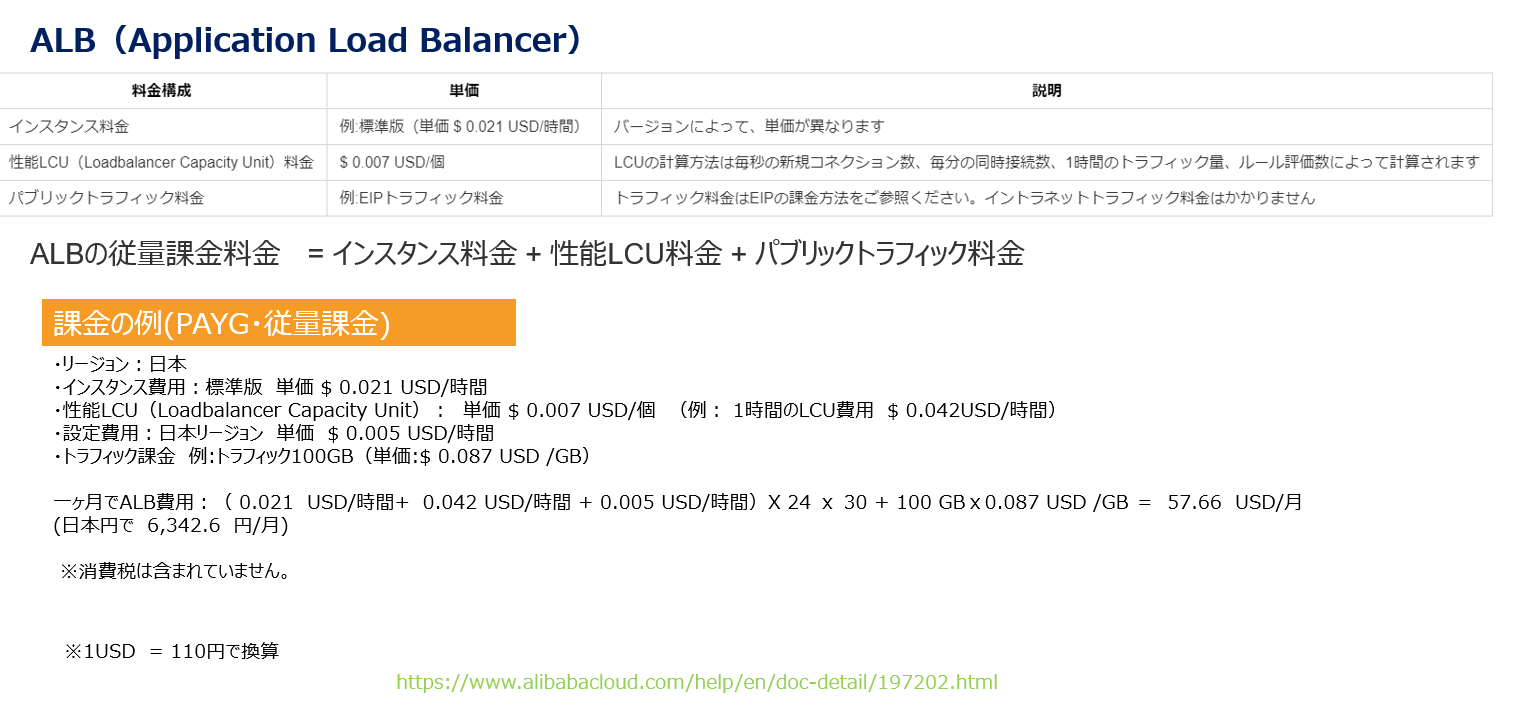 ALB（Application Load Balancer）
料金構成 単価 説明
インスタンス料金 例:標準版（単価 $ 0.021 USD/時間） バージョンによって、単価が異なります
性能LCU（Loadbalancer Capacity Unit）料金 $ 0.007 USD/個 LCUの計算方法は毎秒の新規コネクション数、毎分の同時接続数、1時間のトラフィック量、ルール評価数によって計算されます
パブリックトラフィック料金 例:EIPトラフィック料金 トラフィック料金はEIPの課金方法をご参照ください。イントラネットトラフィック料金はかかりません
ALBの従量課金料金　= インスタンス料金 + 性能LCU料金 + パブリックトラフィック料金
課金の例(PAYG・従量課金)
・リージョン：日本
・インスタンス費用：標準版 単価 $ 0.021 USD/時間
・性能LCU（Loadbalancer Capacity Unit）： 単価 $ 0.007 USD/個 （例： 1時間のLCU費用 $ 0.042USD/時間）
・設定費用：日本リージョン 単価 $ 0.005 USD/時間
・トラフィック課金 例:トラフィック100GB（単価:$ 0.087 USD /GB）
一ヶ月でALB費用：（ 0.021 USD/時間+ 0.042 USD/時間 + 0.005 USD/時間）X 24 x 30 + 100 GBｘ0.087 USD /GB ＝ 57.66 USD/月
(日本円で 6,342.6 円/月)
※消費税は含まれていません。
※1USD ＝110円で換算
https://www.alibabacloud.com/help/en/doc-detail/197202.html